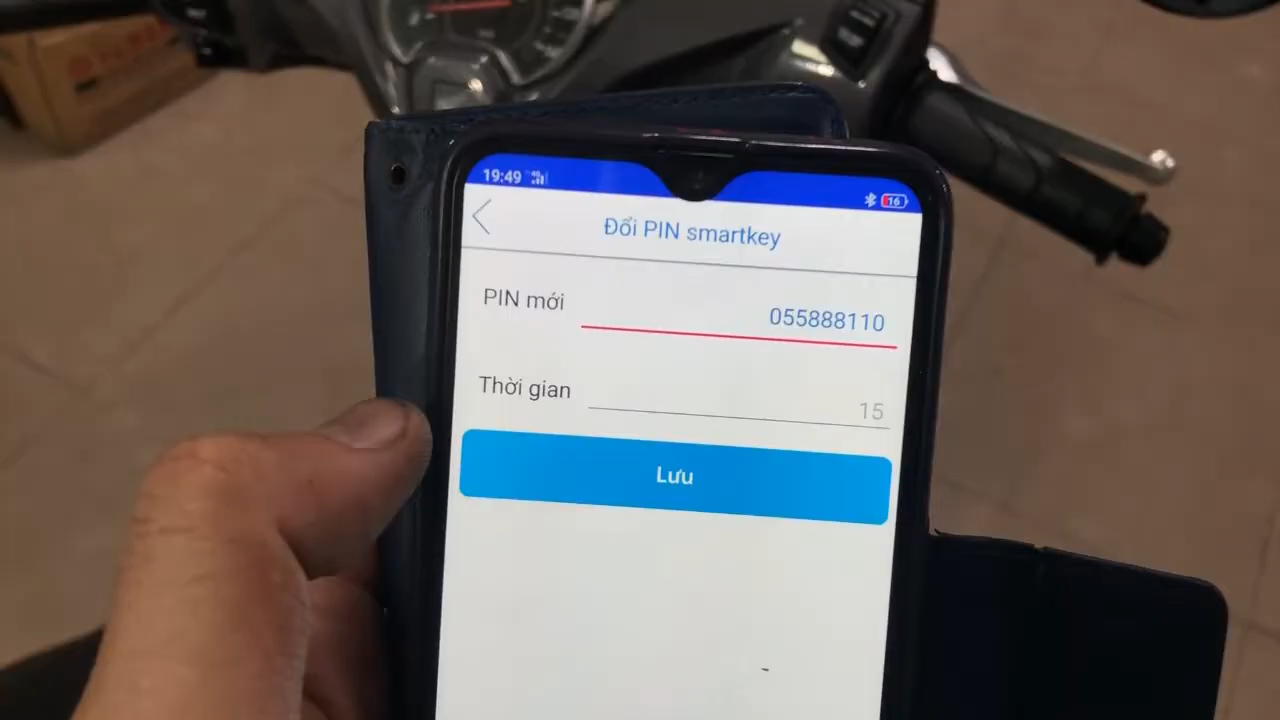 19:49
16
Đổi PIN smartkey
PIN mới
055888110
Thời gian
15
Lưu